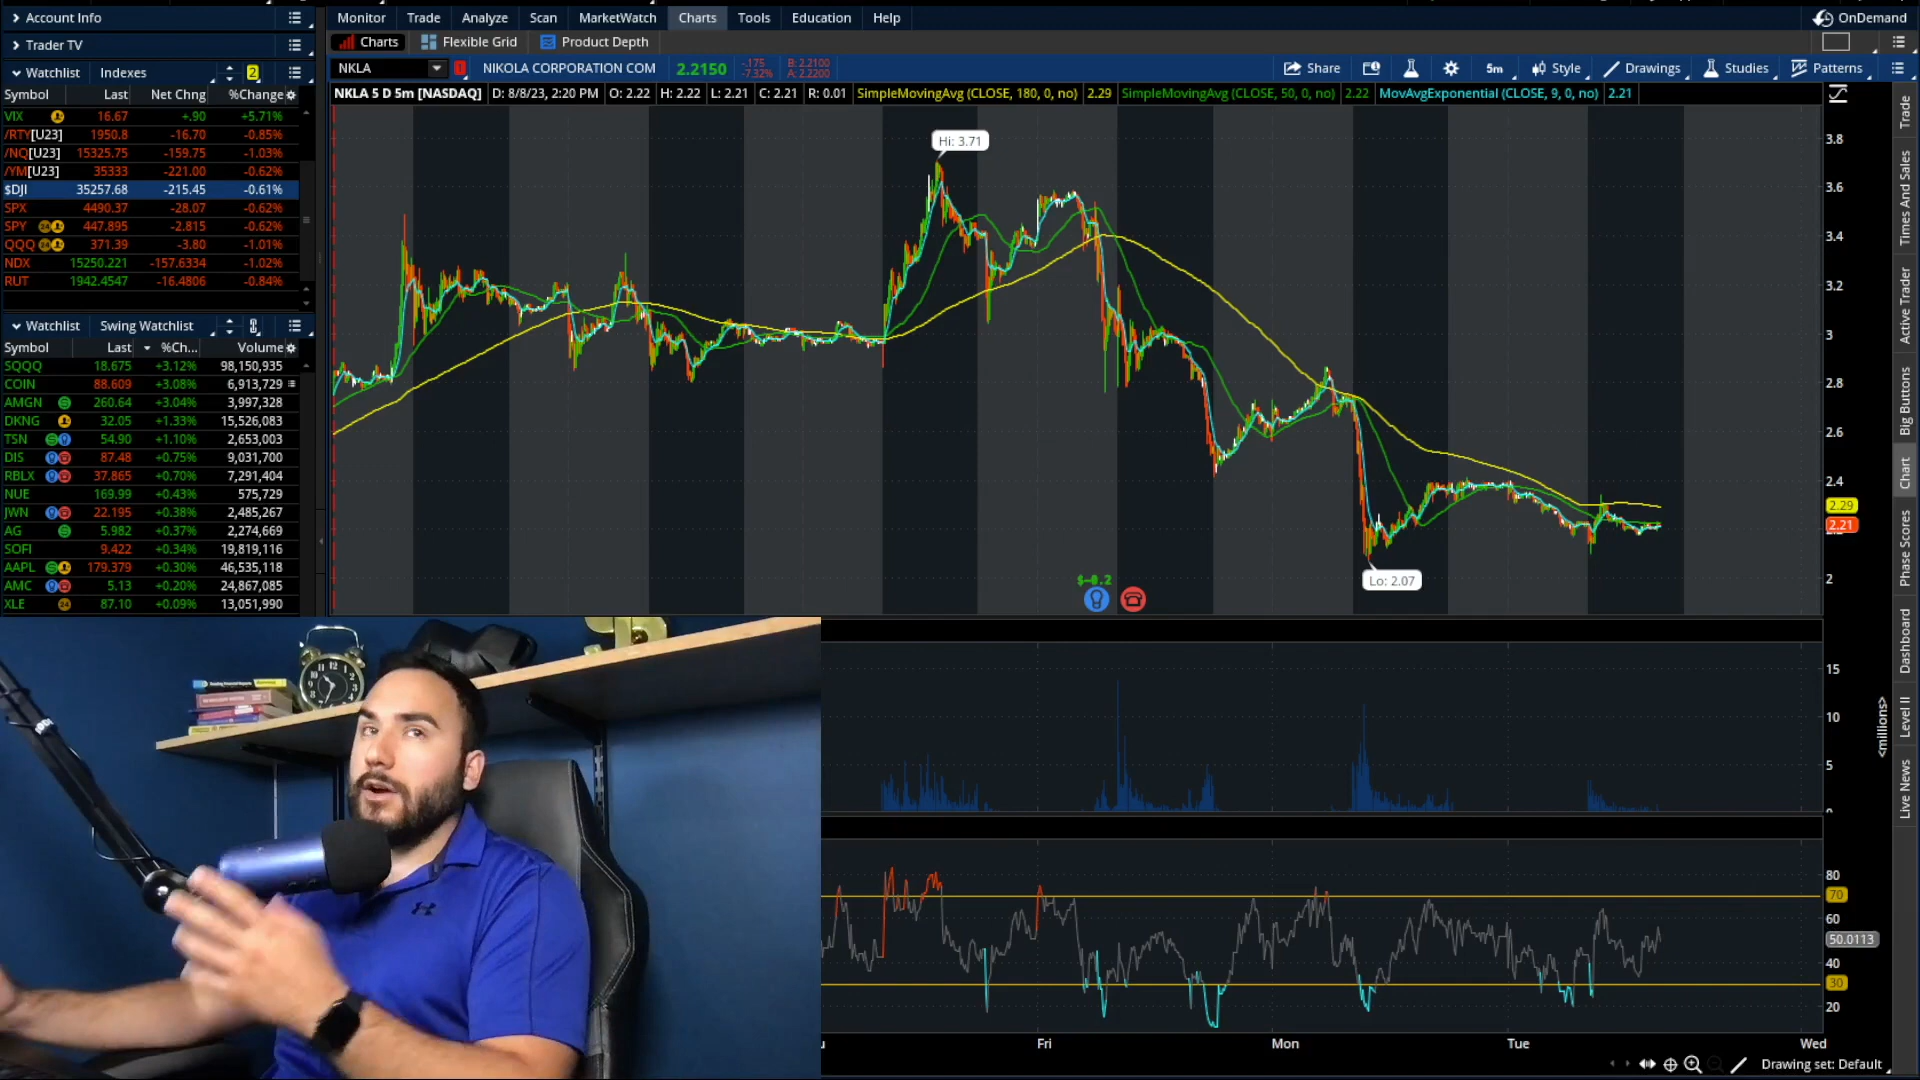 Account Info
Trader TV
Watchlist Indexes 2
Symbol Last Net Chng %Change
VIX 16.67 +.90 +5.71%
/RTY[U23] 1950.8 -16.70 -0.85%
/NQ[U23] 15325.75 -159.75 -1.03%
/YM[U23] 35333 -221.00 -0.62%
$DJI 35257.68 -215.45 -0.61%
SPX 4490.37 -28.07 -0.62%
SPY 447.895 -2.815 -0.62%
QQQ 371.39 -3.80 -1.01%
NDX 15250.221 -157.6334 -1.02%
RUT 1942.4547 -16.4806 -0.84%
Watchlist Swing Watchlist
Symbol Last %Ch... Volume
SQQQ 18.675 +3.12% 98,150,935
COIN 88.609 +3.08% 6,913,729
AMGN 260.64 +3.04% 3,997,328
DKNG 32.05 +1.33% 15,526,083
TSN 54.90 +1.10% 2,653,003
DIS 87.48 +0.75% 9,031,700
RBLX 37.865 +0.70% 7,291,404
NUE 169.99 +0.43% 575,729
JWN 22.195 +0.38% 2,485,267
AG 5.982 +0.37% 2,274,669
SOFI 9.422 +0.34% 19,819,116
AAPL 179.379 +0.30% 46,535,118
AMC 5.13 +0.20% 24,867,085
XLE 87.10 +0.09% 13,051,990
Monitor Trade Analyze Scan MarketWatch Charts Tools Education Help OnDemand
Charts Flexible Grid Product Depth
NKLA NIKOLA CORPORATION COM 2.2150 -.175 -7.32% B: 2.2100 A: 2.2200 Share 5m Style Drawings Studies Patterns
NKLA 5 D 5m [NASDAQ] D: 8/8/23, 2:20 PM O: 2.22 H: 2.22 L: 2.21 C: 2.21 R: 0.01 SimpleMovingAvg (CLOSE, 180, 0, no) 2.29 SimpleMovingAvg (CLOSE, 50, 0, no) 2.22 MovAvgExponential (CLOSE, 9, 0, no) 2.21
Hi: 3.71
Lo: 2.07
3.8
3.6
3.4
3.2
3
2.8
2.6
2.4
2.29
2.21
2
15
10
5
<millions>
80
70
60
50.0113
40
30
20
Fri Mon Tue Wed
Drawing set: Default
Trade
Times And Sales
Active Trader
Big Buttons
Chart
Phase Scores
Dashboard
Level II
Live News